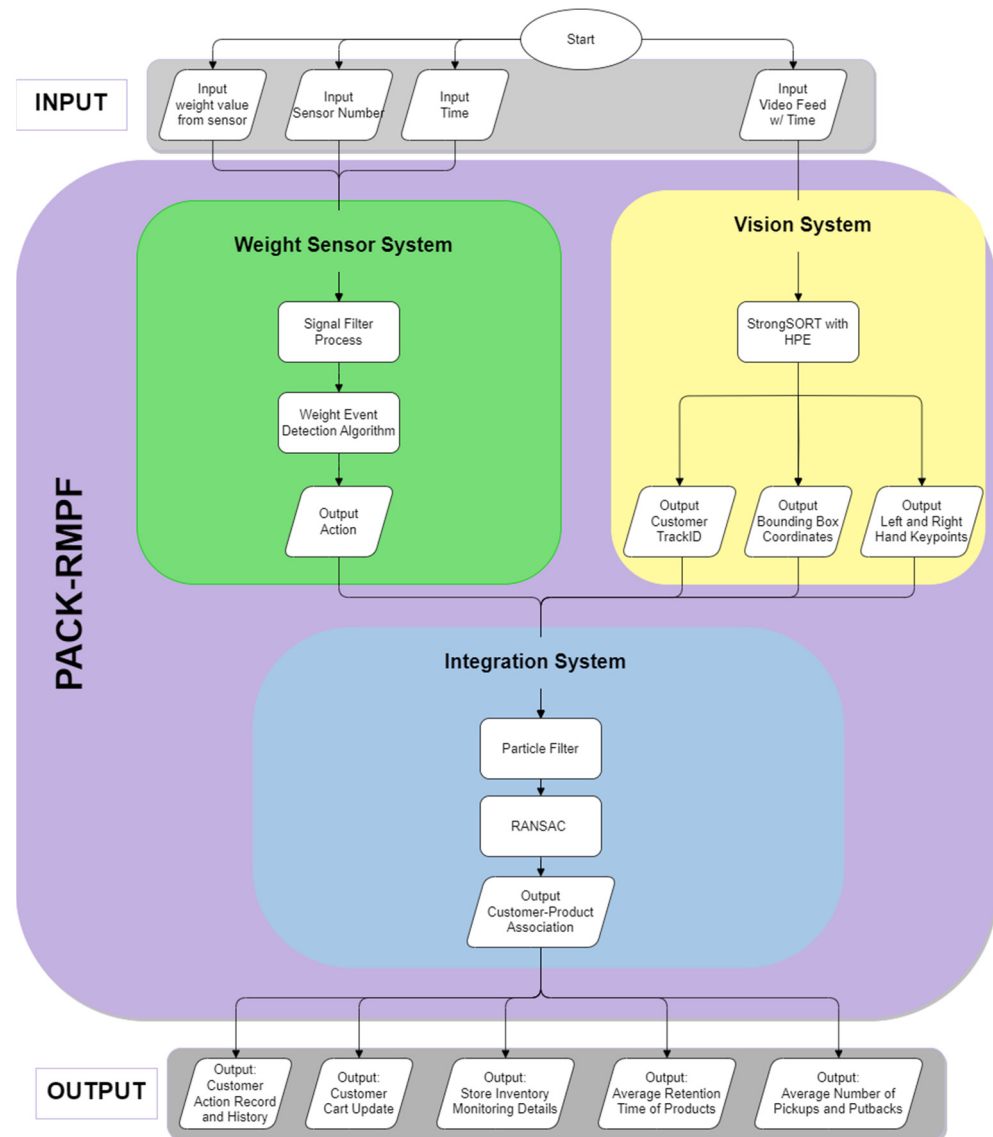 Start
INPUT
Input
weight value
from sensor
Input
Sensor Number
Input
Time
Input
Video Feed
w/ Time
PACK-RMPF
Weight Sensor System
Signal Filter
Process
Weight Event
Detection Algorithm
Output
Action
Vision System
StrongSORT with
HPE
Output
Customer
TrackID
Output
Bounding Box
Coordinates
Output
Left and Right
Hand Keypoints
Integration System
Particle Filter
RANSAC
Output
Customer-Product
Association
OUTPUT
Output:
Customer
Action Record
and History
Output:
Customer
Cart Update
Output:
Store Inventory
Monitoring Details
Output:
Average Retention
Time of Products
Output:
Average Number of
Pickups and Putbacks